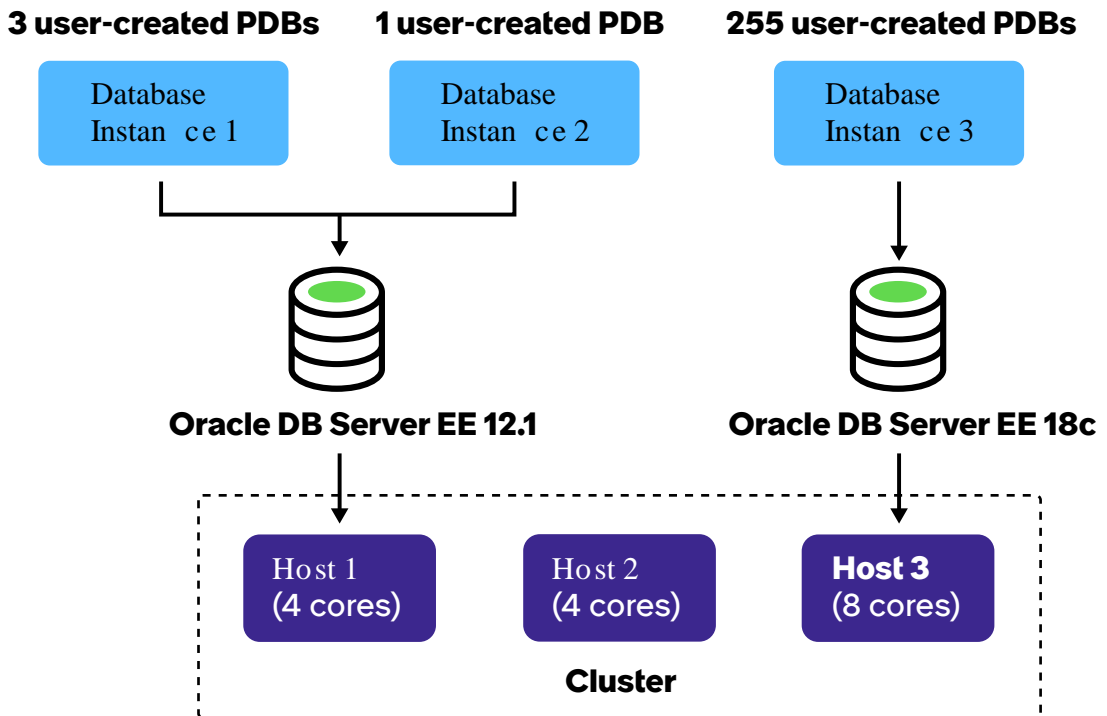 3 user-created PDBs
1 user-created PDB
255 user-created PDBs
Database
Instan ce 1
Database
Instan ce 2
Database
Instan ce 3
Oracle DB Server EE 12.1
Oracle DB Server EE 18c
Host 1
(4 cores)
Host 2
(4 cores)
Host 3
(8 cores)
Cluster